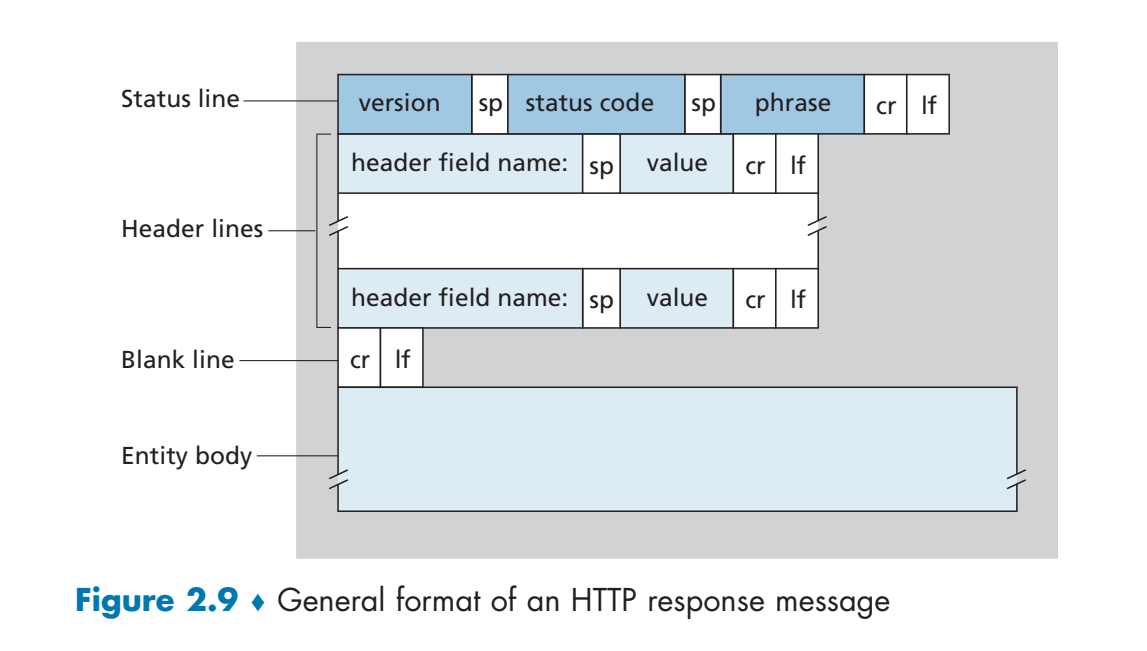 Status line version sp status code sp phrase cr lf
header field name: sp value cr lf
Header lines
header field name: sp value cr lf
Blank line cr lf
Entity body
Figure 2.9 ♦ General format of an HTTP response message